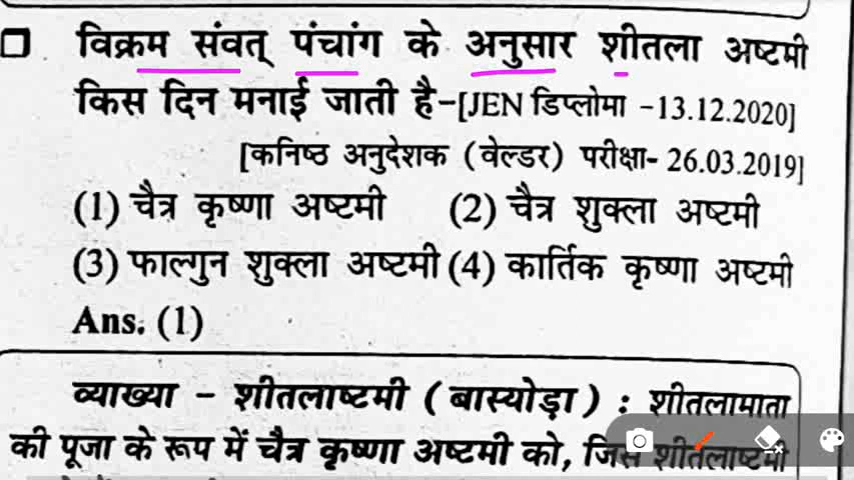 विक्रम संवत् पंचांग के अनुसार शीतला अष्टमी
किस दिन मनाई जाती है-[JEN डिप्लोमा -13.12.2020]
[कनिष्ठ अनुदेशक (वेल्डर) परीक्षा- 26.03.2019]
(1) चैत्र कृष्णा अष्टमी (2) चैत्र शुक्ला अष्टमी
(3) फाल्गुन शुक्ला अष्टमी (4) कार्तिक कृष्णा अष्टमी
Ans. (1)
व्याख्या - शीतलाष्टमी (बास्योड़ा) : शीतलामाता
की पूजा के रूप में चैत्र कृष्णा अष्टमी को, जिसे शीतलाष्टमी